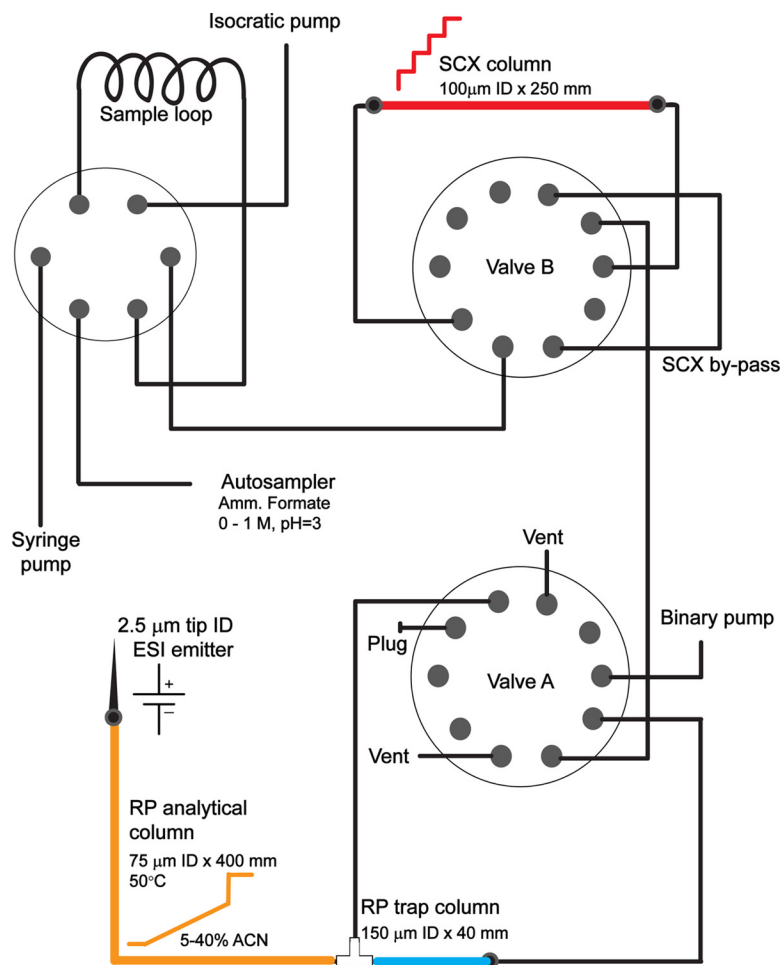 Isocratic pump
Sample loop
SCX column
100μm ID x 250 mm
Valve B
SCX by-pass
Autosampler
Amm. Formate
0 - 1 M, pH=3
Syringe
pump
Vent
Binary pump
Plug
Valve A
Vent
2.5 μm tip ID
ESI emitter
+
–
RP analytical
column
75 μm ID x 400 mm
50°C
5-40% ACN
RP trap column
150 μm ID x 40 mm